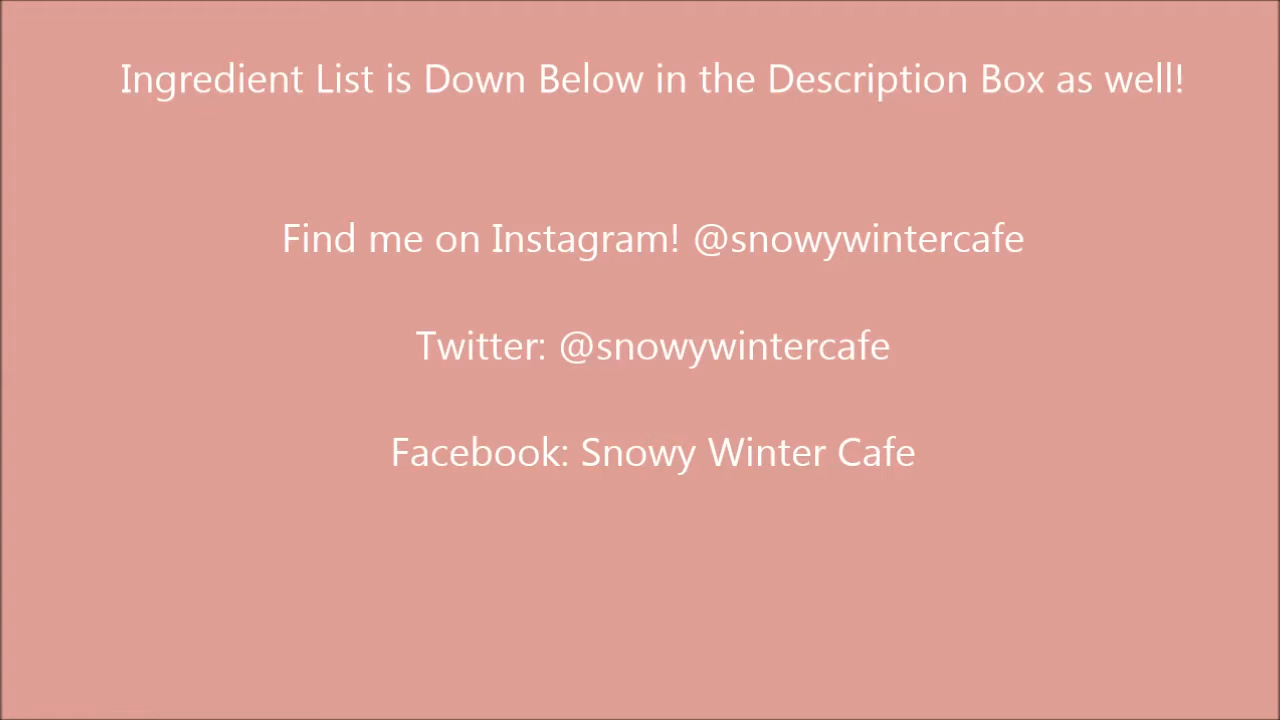 Ingredient List is Down Below in the Description Box as well!
Find me on Instagram! @snowywintercafe
Twitter: @snowywintercafe
Facebook: Snowy Winter Cafe